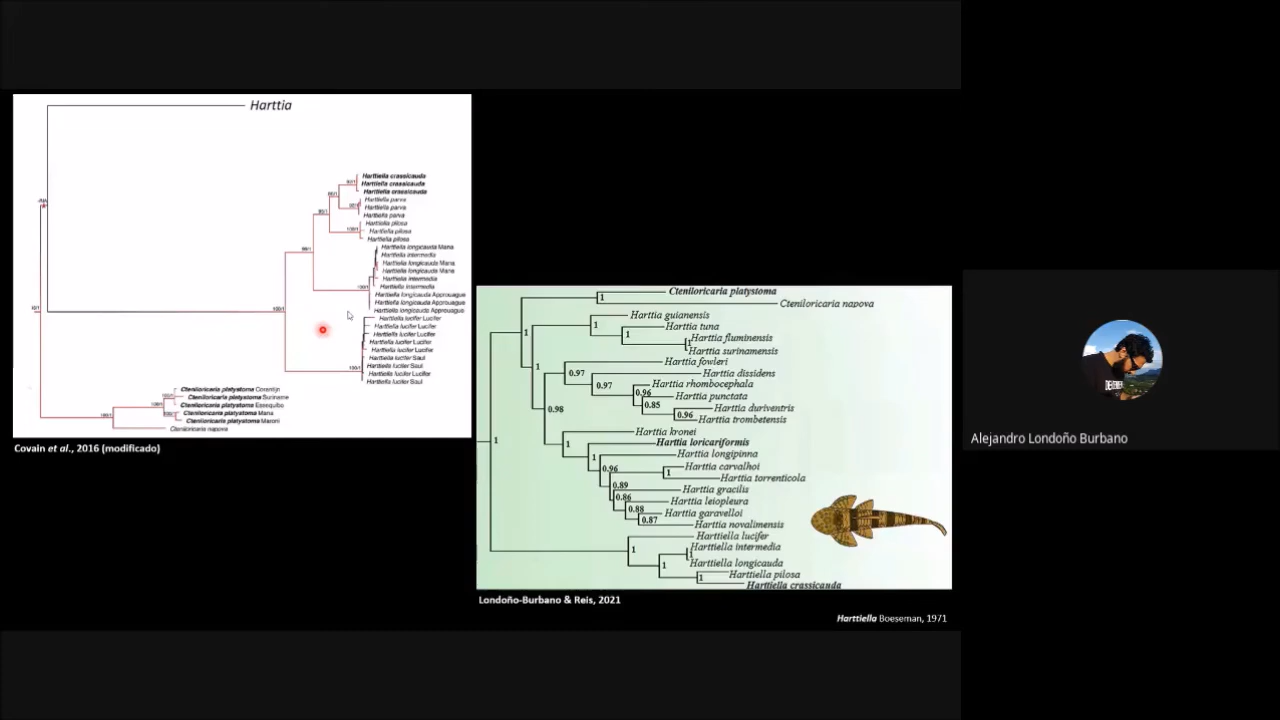 Harttia
Harttiella crassicauda
Harttiella crassicauda
Harttiella crassicauda
Harttiella parva
Harttiella parva
Harttiella parva
Harttiella pilosa
Harttiella pilosa
Harttiella pilosa
Harttiella longicauda Mana
Harttiella intermedia
Harttiella longicauda Mana
Harttiella longicauda Mana
Harttiella intermedia
Harttiella intermedia
Harttiella longicauda Approuague
Harttiella longicauda Approuague
Harttiella longicauda Approuague
Harttiella lucifer Lucifer
Harttiella lucifer Lucifer
Harttiella lucifer Lucifer
Harttiella lucifer Lucifer
Harttiella lucifer Lucifer
Harttiella lucifer Saul
Harttiella lucifer Saul
Harttiella lucifer Lucifer
Harttiella lucifer Saul
100/1
100/1
Cteniloricaria platystoma Corantijn
Cteniloricaria platystoma Suriname
Cteniloricaria platystoma Essequibo
Cteniloricaria platystoma Mana
Cteniloricaria platystoma Maroni
Cteniloricaria napova
Covain et al., 2016 (modificado)
Cteniloricaria platystoma
1
Cteniloricaria napova
Harttia guianensis
1
Harttia tuna
1
1
Harttia fluminensis
1
Harttia surinamensis
Harttia fowleri
1
0.97
Harttia dissidens
0.97
Harttia rhombocephala
0.96
Harttia punctata
0.85
Harttia duriventris
0.98
0.96
Harttia trombetensis
Harttia kronei
1
1
Harttia loricariformis
1
Harttia longipinna
0.96
Harttia carvalhoi
1
Harttia torrenticola
0.89
Harttia gracilis
0.86
Harttia leiopleura
0.88
Harttia garavelloi
0.87
Harttia novalimensis
Harttiella lucifer
1
Harttiella intermedia
1
1
Harttiella longicauda
1
Harttiella pilosa
Harttiella crassicauda
Londoño-Burbano & Reis, 2021
Harttiella Boeseman, 1971
Alejandro Londoño Burbano